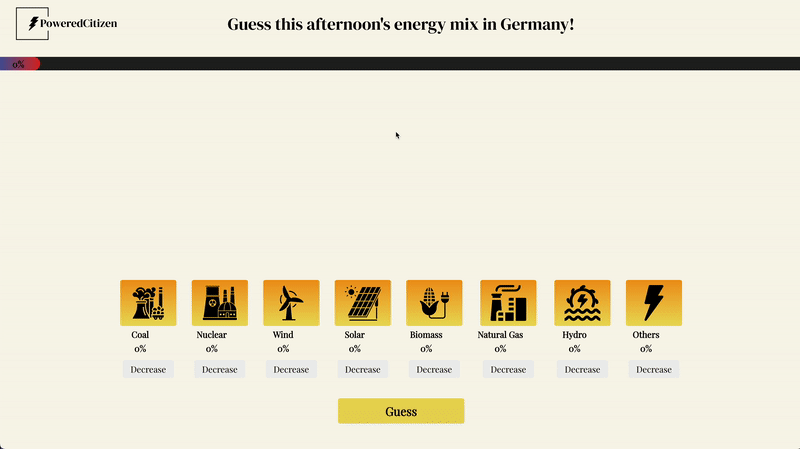 PoweredCitizen
Guess this afternoon's energy mix in Germany!
0%
Coal Nuclear Wind Solar Biomass Natural Gas Hydro Others
0% 0% 0% 0% 0% 0% 0% 0%
Decrease Decrease Decrease Decrease Decrease Decrease Decrease Decrease
Guess